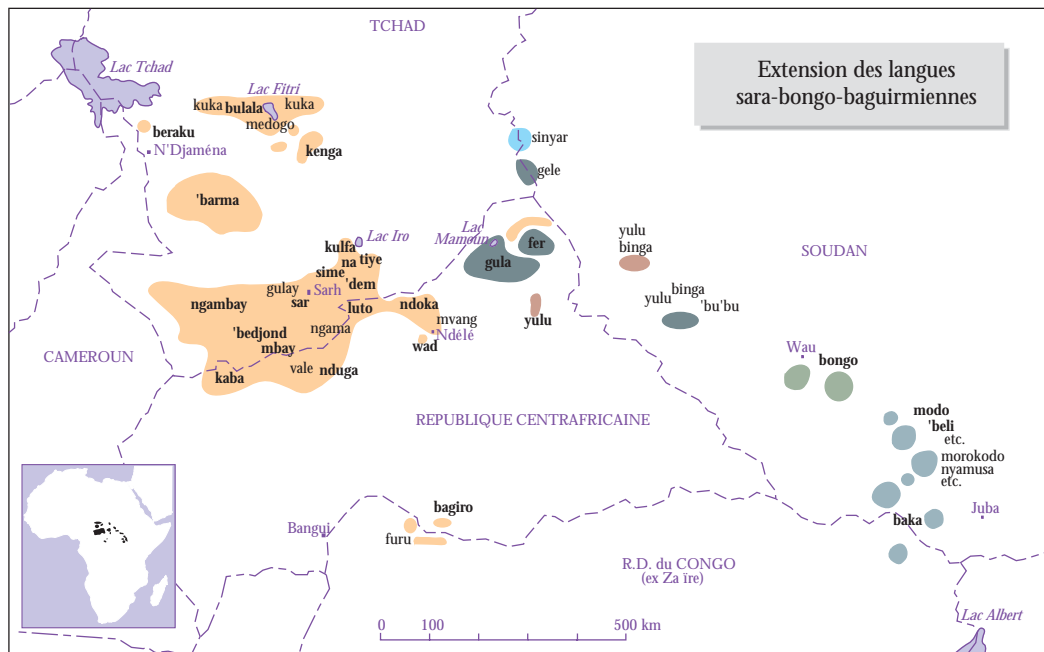 TCHAD
Extension des langues
sara-bongo-baguirmiennes
Lac Tchad
Lac Fitri
kuka bulala kuka
medogo
beraku
N'Djaména
kenga
sinyar
gele
'barma
Lac Iro
Lac
Mamoun
kulfa
na tiye
sime
'dem
gulay
Sarh
sar
ngambay
luto
ndoka
mvang
Ndélé
wad
'bedjond
mbay
ngama
kaba
vale
nduga
fer
gula
yulu
yulu
binga
SOUDAN
binga
yulu
'bu'bu
CAMEROUN
Wau
bongo
REPUBLIQUE CENTRAFRICAINE
modo
'beli
etc.
morokodo
nyamusa
etc.
baka
Juba
Bangui
bagiro
furu
R.D. du CONGO
(ex Za ïre)
Lac Albert
0 100 500 km